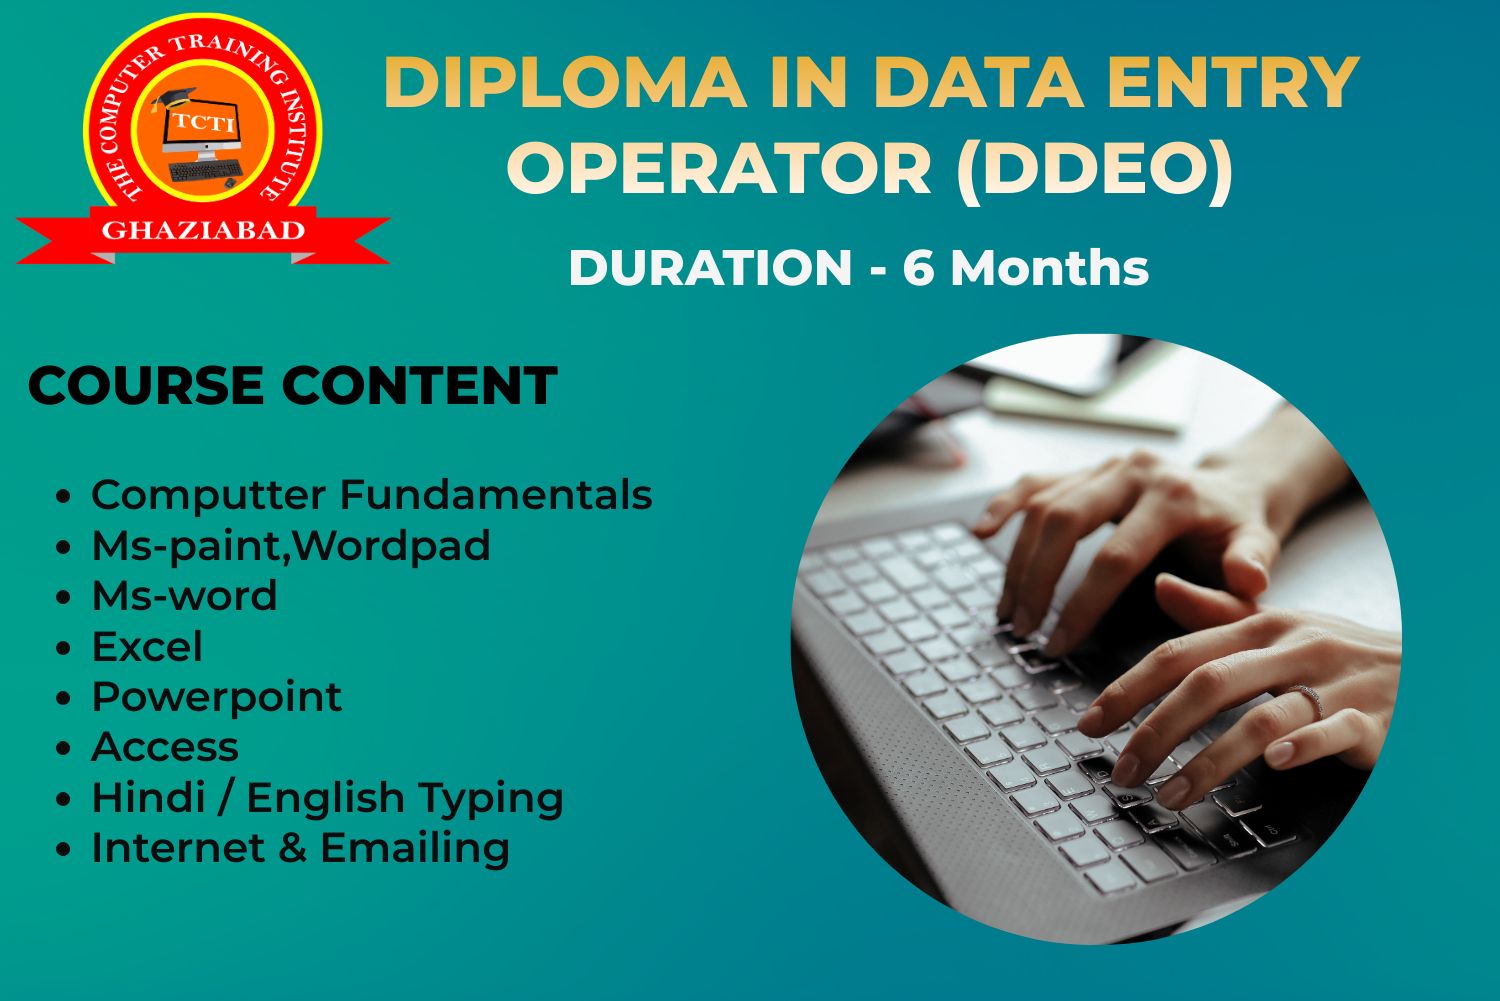 THE COMPUTER TRAINING INSTITUTE
TCTI
GHAZIABAD
DIPLOMA IN DATA ENTRY
OPERATOR (DDEO)
DURATION - 6 Months
COURSE CONTENT
• Computter Fundamentals
• Ms-paint,Wordpad
• Ms-word
• Excel
• Powerpoint
• Access
• Hindi / English Typing
• Internet & Emailing